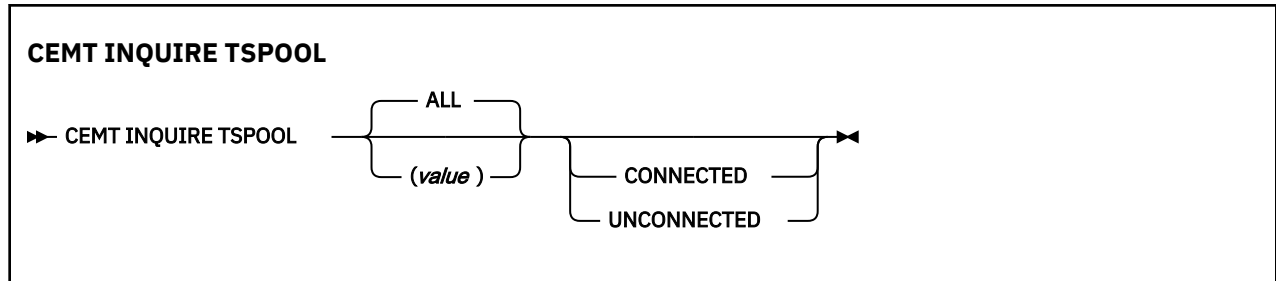 CEMT INQUIRE TSPOOL
ALL
CEMT INQUIRE TSPOOL
(value )
CONNECTED
UNCONNECTED